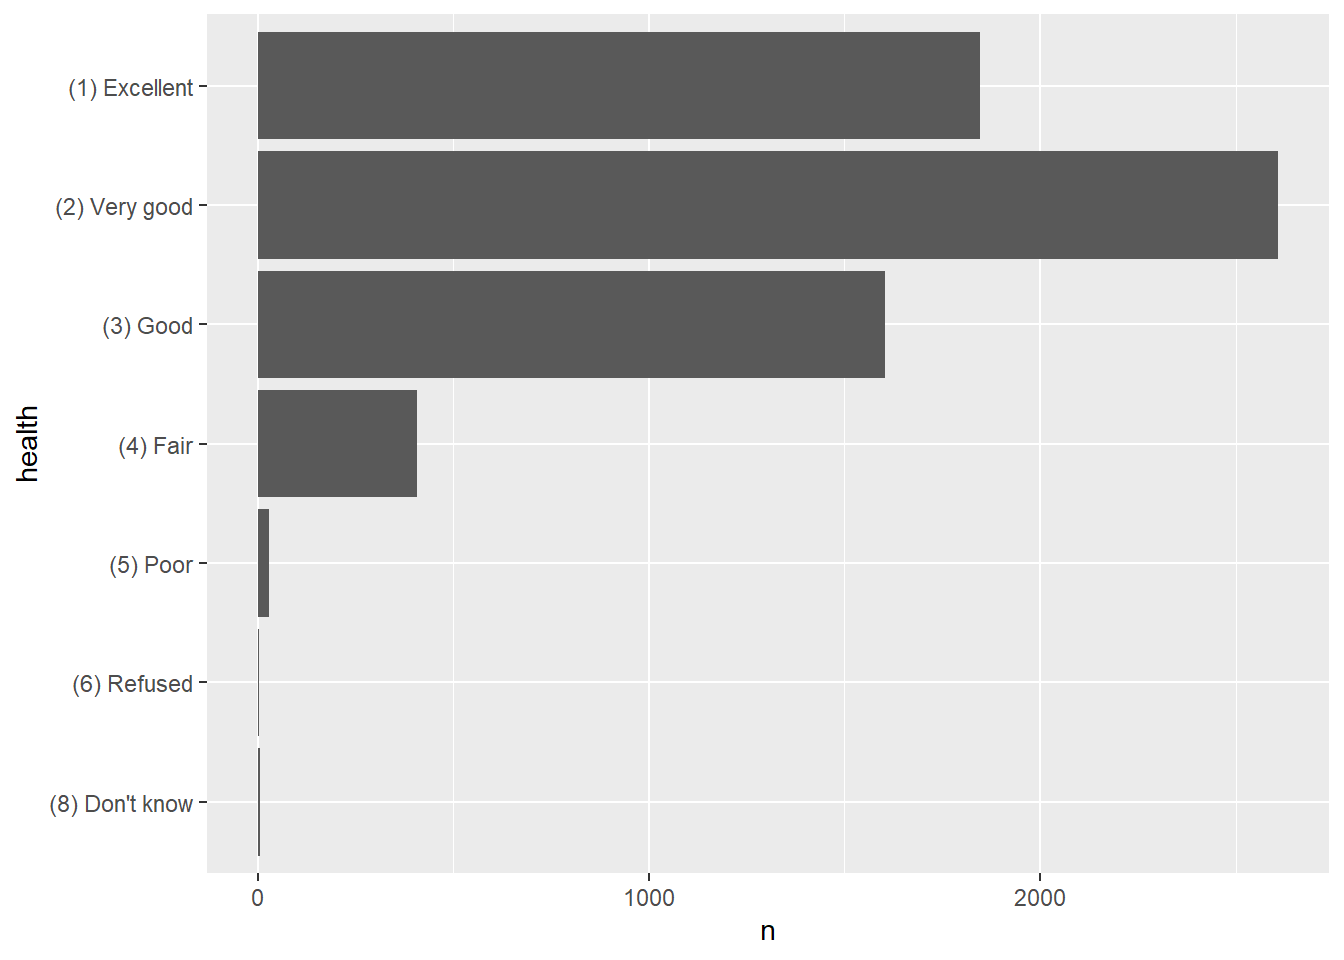 (1) Excellent
(2) Very good
(3) Good
(4) Fair
(5) Poor
(6) Refused
(8) Don't know
health
0 1000 2000
n